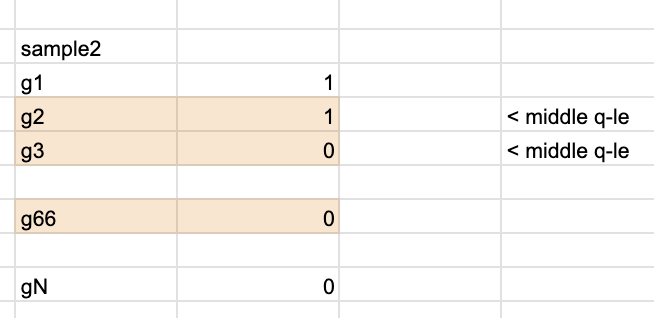 sample2
g1 1
g2 1 < middle q-le
g3 0 < middle q-le
g66 0
gN 0